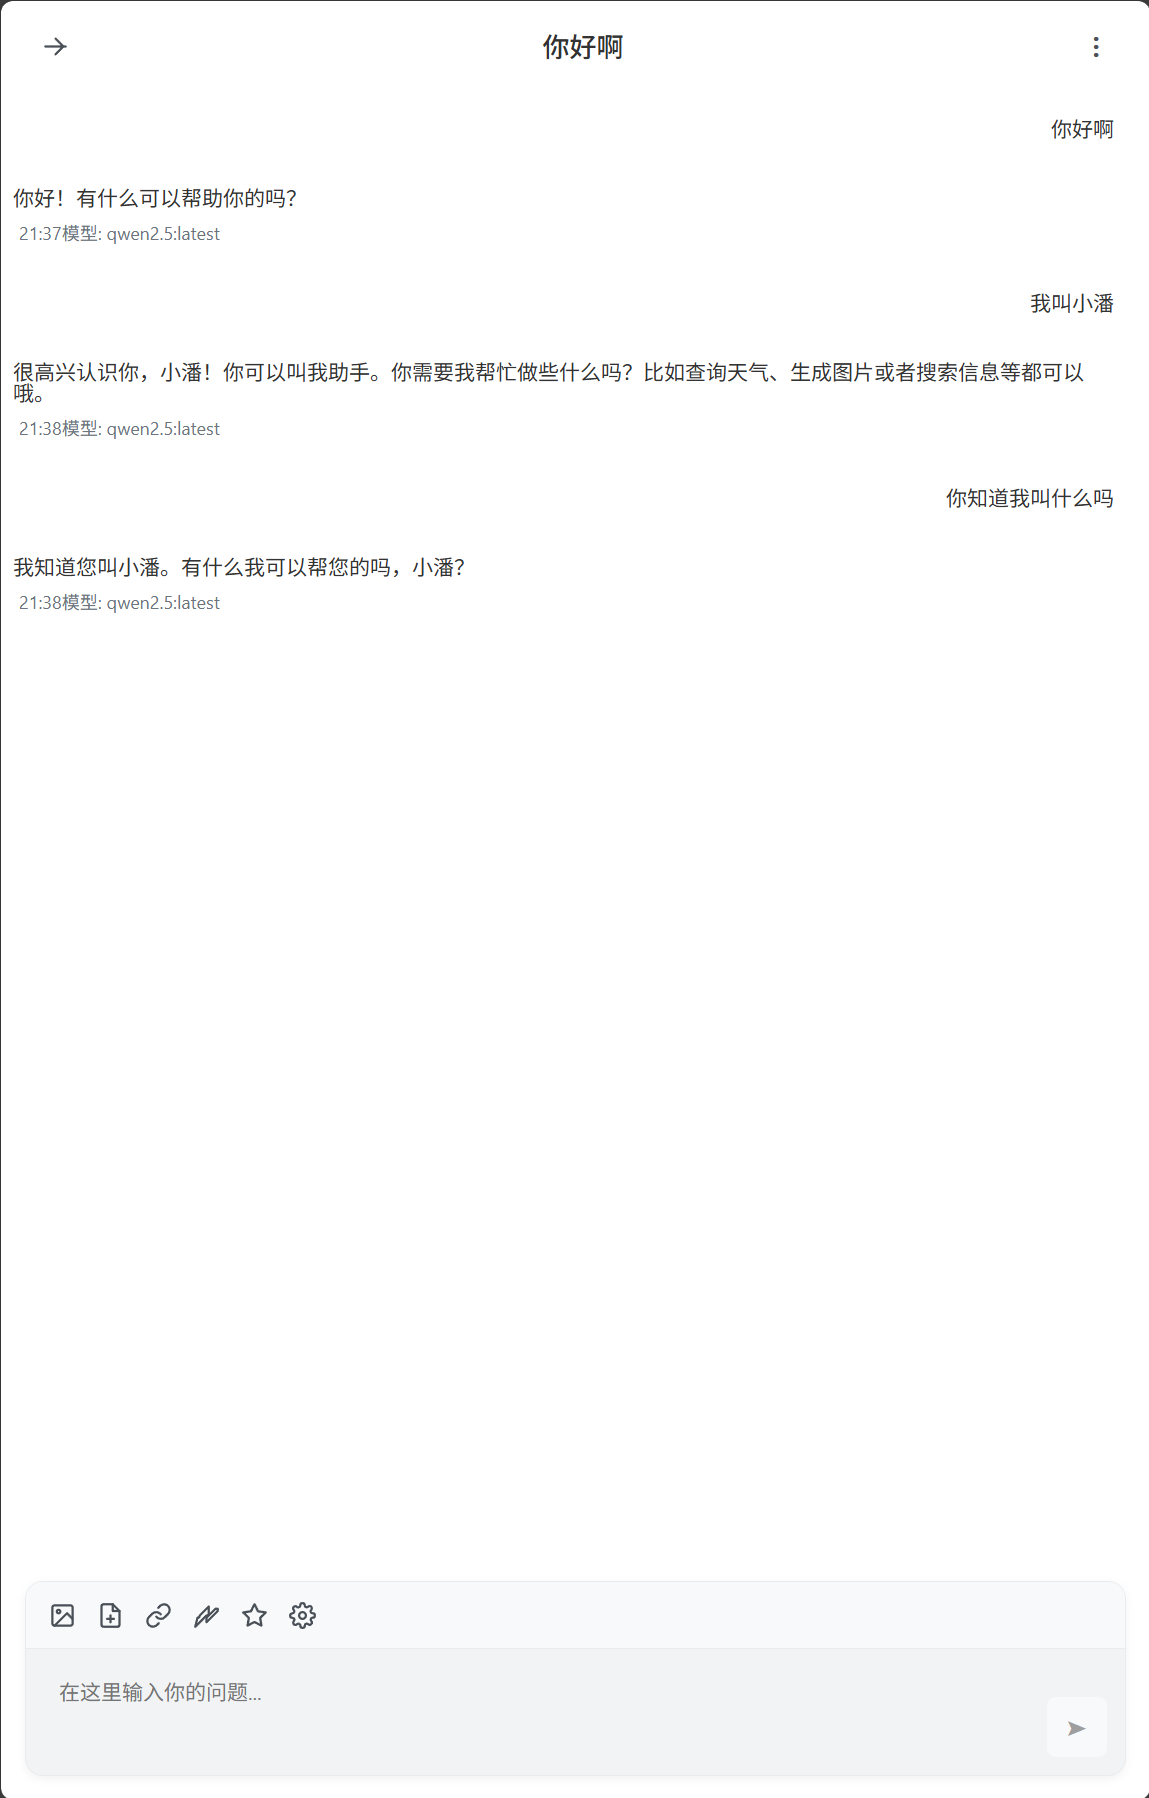 你好啊
你好啊
你好！有什么可以帮助你的吗？
21:37模型: qwen2.5:latest
我叫小潘
很高兴认识你，小潘！你可以叫我助手。你需要我帮忙做些什么吗？比如查询天气、生成图片或者搜索信息等都可以
哦。
21:38模型: qwen2.5:latest
你知道我叫什么吗
我知道您叫小潘。有什么我可以帮您的吗，小潘？
21:38模型: qwen2.5:latest
在这里输入你的问题...